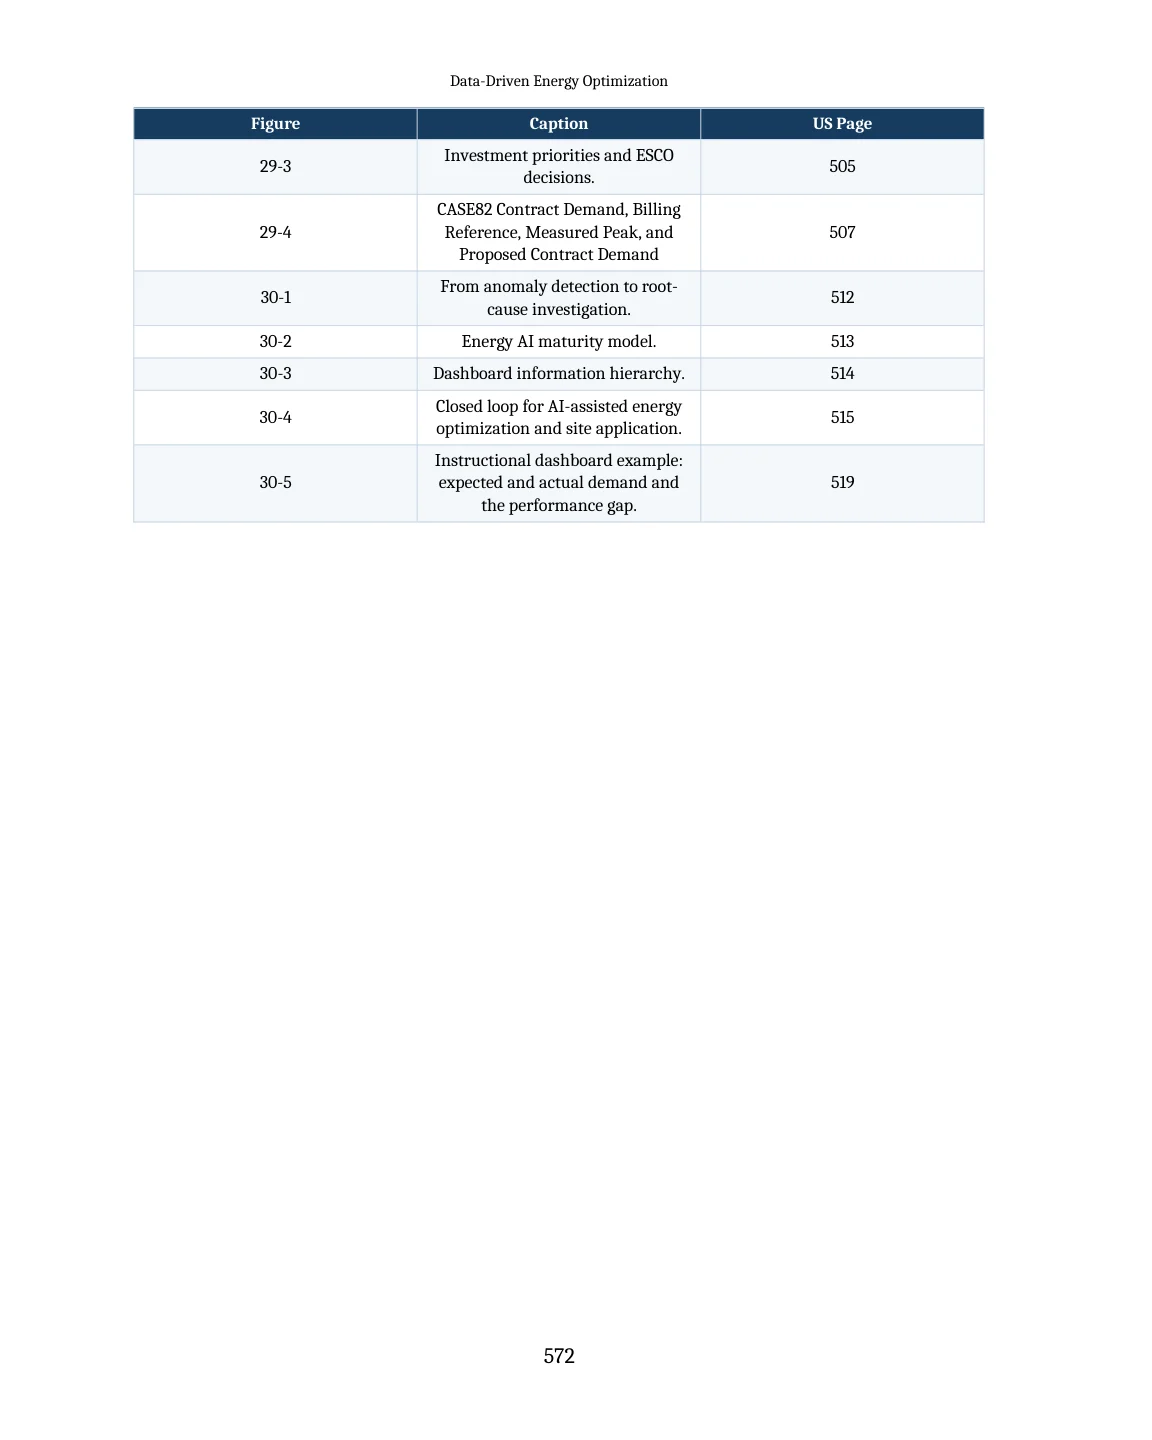 Data-Driven Energy Optimization
Figure Caption US Page
29-3 Investment priorities and ESCO decisions. 505
29-4 CASE82 Contract Demand, Billing Reference, Measured Peak, and Proposed Contract Demand 507
30-1 From anomaly detection to root-cause investigation. 512
30-2 Energy AI maturity model. 513
30-3 Dashboard information hierarchy. 514
30-4 Closed loop for AI-assisted energy optimization and site application. 515
30-5 Instructional dashboard example: expected and actual demand and the performance gap. 519
572